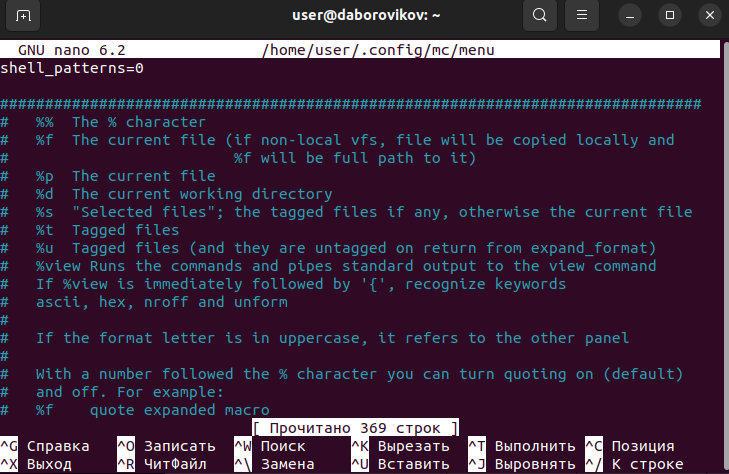 user@daborovikov: ~
GNU nano 6.2 /home/user/.config/mc/menu
shell_patterns=0
##############################################################################
# %% The % character
# %f The current file (if non-local vfs, file will be copied locally and
# %f will be full path to it)
# %p The current file
# %d The current working directory
# %s "Selected files"; the tagged files if any, otherwise the current file
# %t Tagged files
# %u Tagged files (and they are untagged on return from expand_format)
# %view Runs the commands and pipes standard output to the view command
# If %view is immediately followed by '{', recognize keywords
# ascii, hex, nroff and unform
#
# If the format letter is in uppercase, it refers to the other panel
#
# With a number followed the % character you can turn quoting on (default)
# and off. For example:
# %f quote expanded macro
[ Прочитано 369 строк ]
^G Справка ^O Записать ^W Поиск ^K Вырезать ^T Выполнить ^C Позиция
^X Выход ^R ЧитФайл ^\ Замена ^U Вставить ^J Выровнять ^/ К строке